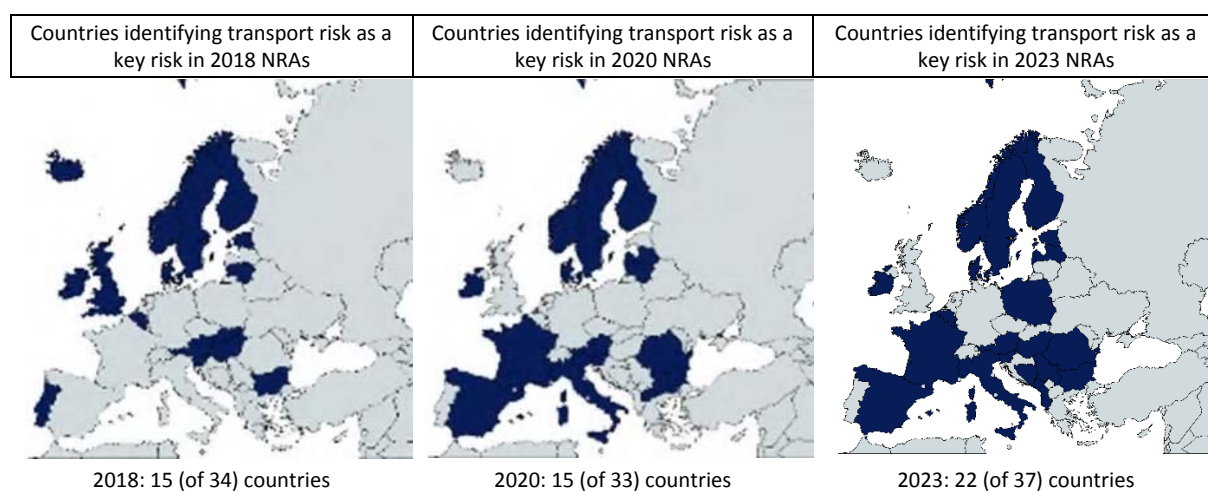 Countries identifying transport risk as a
key risk in 2018 NRAs
Countries identifying transport risk as a
key risk in 2020 NRAs
Countries identifying transport risk as a
key risk in 2023 NRAs
2018: 15 (of 34) countries
2020: 15 (of 33) countries
2023: 22 (of 37) countries